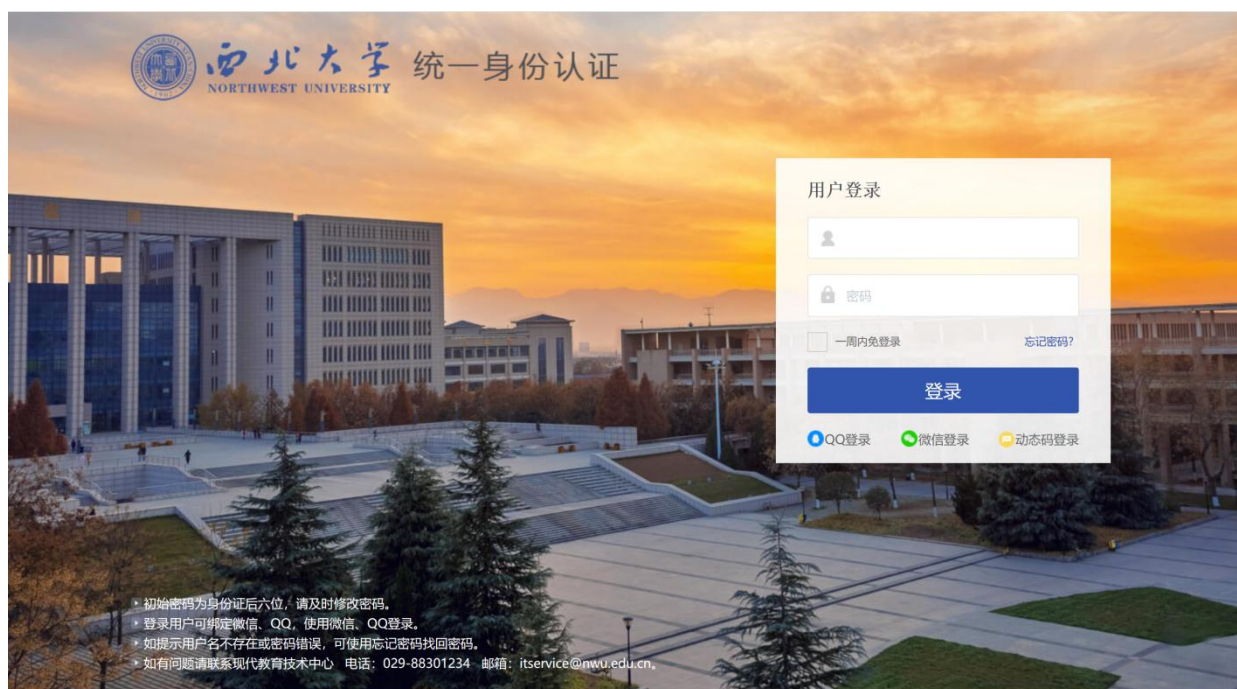 西北大学 统一身份认证
NORTHWEST UNIVERSITY
用户登录
密码
一周内免登录 忘记密码?
登录
QQ登录 微信登录 动态码登录
初始密码为身份证后六位，请及时修改密码。
登录用户可绑定微信、QQ，使用微信、QQ登录。
如提示用户名不存在或密码错误，可使用忘记密码找回密码。
如有问题请联系现代教育技术中心 电话：029-88301234 邮箱：itservice@nwu.edu.cn。